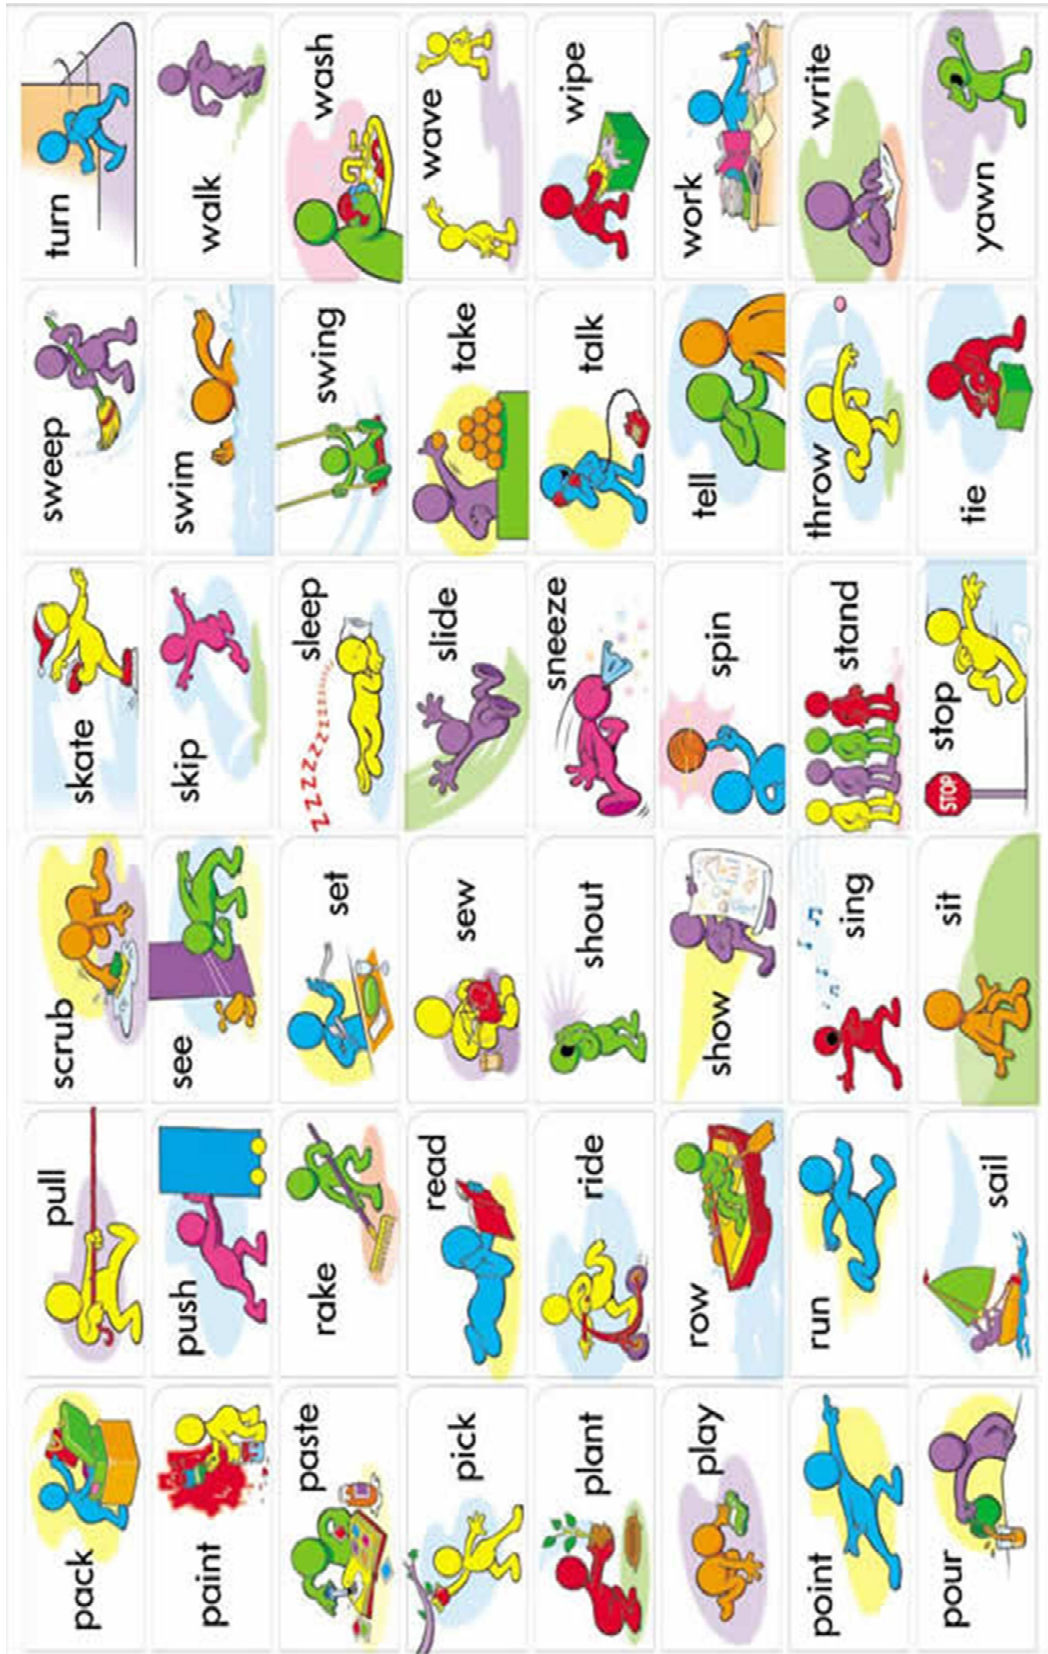 pack
paint
paste
pick
plant
play
point
pour
pull
push
rake
read
ride
row
run
sail
scrub
see
set
sew
shout
show
sing
sit
skate
skip
sleep
slide
sneeze
spin
stand
stop
STOP
sweep
swim
swing
take
talk
tell
throw
tie
turn
walk
wash
wave
wipe
work
write
yawn